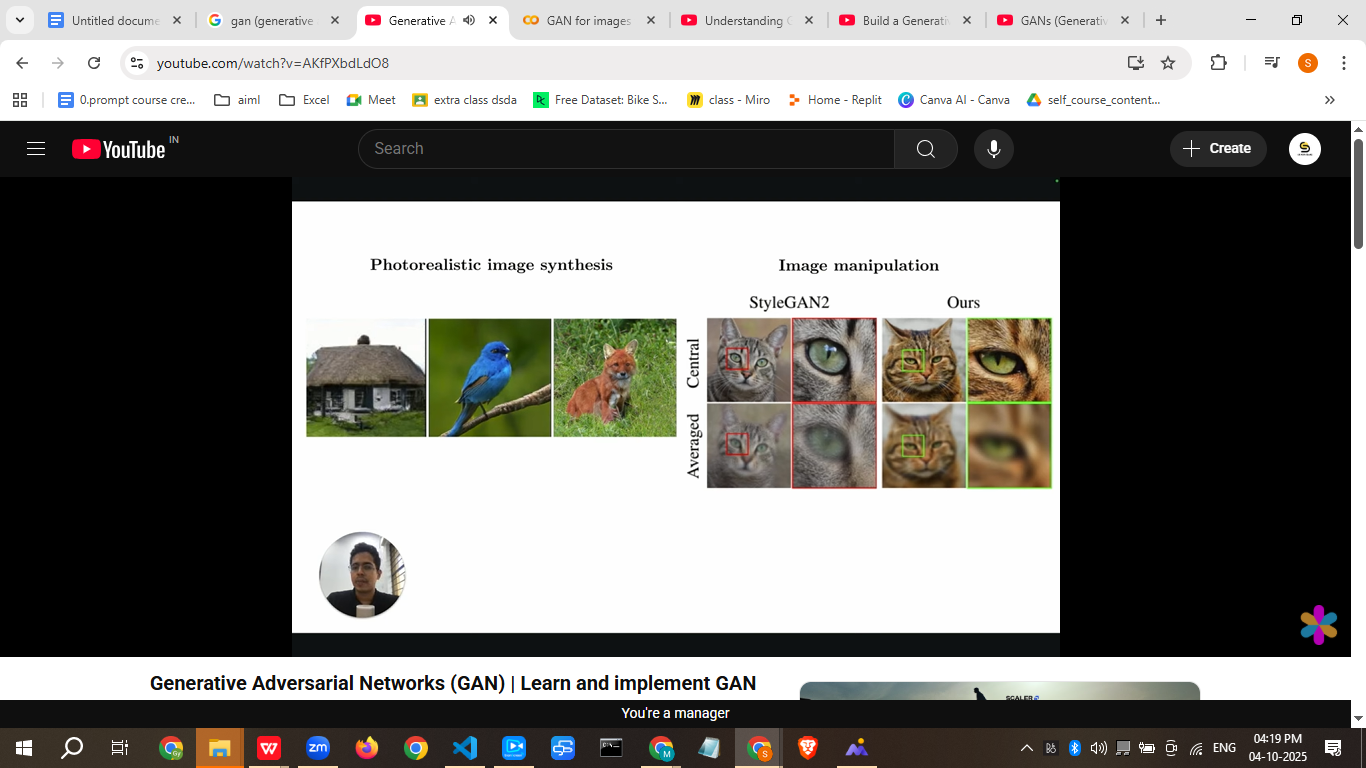 Untitled docume
gan (generative
Generative A
GAN for images
Understanding G
Build a Generati
GANs (Generativ
youtube.com/watch?v=AKfPXbdLdO8
S
0.prompt course cre...
aiml
Excel
Meet
extra class dsda
Free Dataset: Bike S...
class - Miro
Home - Replit
Canva AI - Canva
self_course_content...
YouTube IN
Search
Create
Photorealistic image synthesis
Image manipulation
StyleGAN2
Ours
Central
Averaged
Generative Adversarial Networks (GAN) | Learn and implement GAN
SCALER
You're a manager
ENG
04:19 PM
04-10-2025